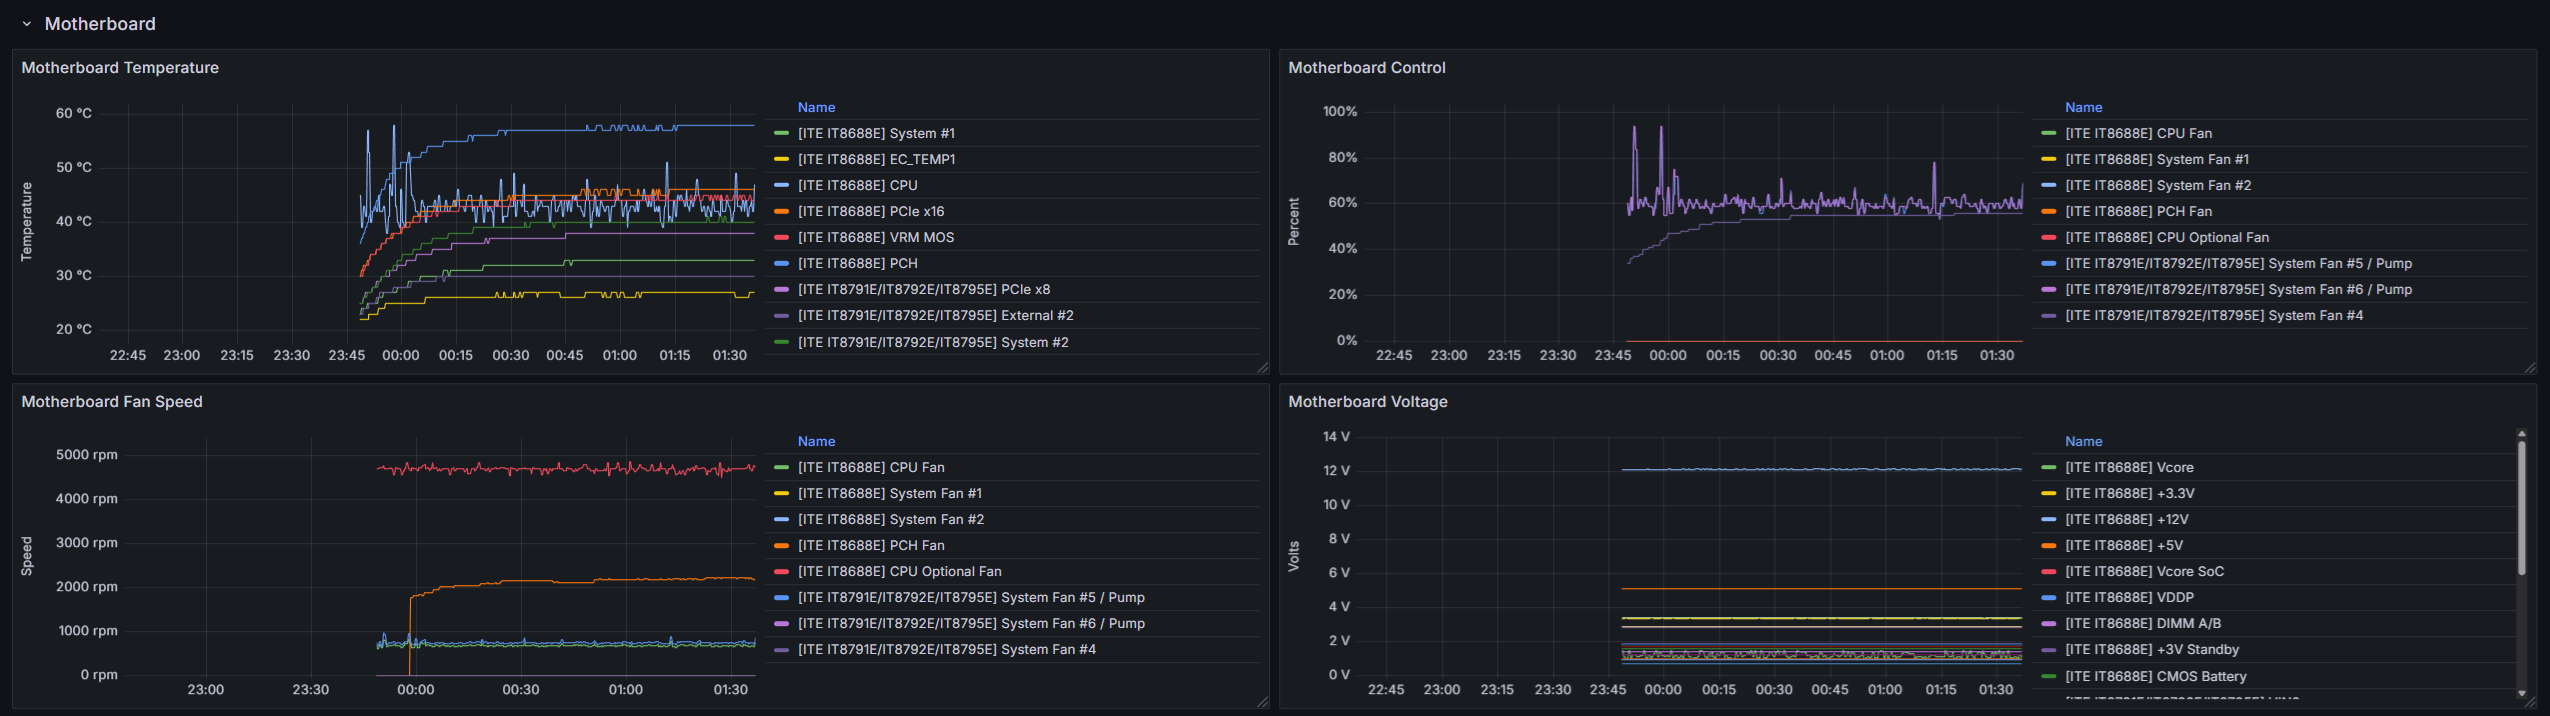 Motherboard
Motherboard Temperature
Temperature
60 °C
50 °C
40 °C
30 °C
20 °C
22:45 23:00 23:15 23:30 23:45 00:00 00:15 00:30 00:45 01:00 01:15 01:30
Name
[ITE IT8688E] System #1
[ITE IT8688E] EC_TEMP1
[ITE IT8688E] CPU
[ITE IT8688E] PCIe x16
[ITE IT8688E] VRM MOS
[ITE IT8688E] PCH
[ITE IT8791E/IT8792E/IT8795E] PCIe x8
[ITE IT8791E/IT8792E/IT8795E] External #2
[ITE IT8791E/IT8792E/IT8795E] System #2
Motherboard Control
Percent
100%
80%
60%
40%
20%
0%
22:45 23:00 23:15 23:30 23:45 00:00 00:15 00:30 00:45 01:00 01:15 01:30
Name
[ITE IT8688E] CPU Fan
[ITE IT8688E] System Fan #1
[ITE IT8688E] System Fan #2
[ITE IT8688E] PCH Fan
[ITE IT8688E] CPU Optional Fan
[ITE IT8791E/IT8792E/IT8795E] System Fan #5 / Pump
[ITE IT8791E/IT8792E/IT8795E] System Fan #6 / Pump
[ITE IT8791E/IT8792E/IT8795E] System Fan #4
Motherboard Fan Speed
Speed
5000 rpm
4000 rpm
3000 rpm
2000 rpm
1000 rpm
0 rpm
23:00 23:30 00:00 00:30 01:00 01:30
Name
[ITE IT8688E] CPU Fan
[ITE IT8688E] System Fan #1
[ITE IT8688E] System Fan #2
[ITE IT8688E] PCH Fan
[ITE IT8688E] CPU Optional Fan
[ITE IT8791E/IT8792E/IT8795E] System Fan #5 / Pump
[ITE IT8791E/IT8792E/IT8795E] System Fan #6 / Pump
[ITE IT8791E/IT8792E/IT8795E] System Fan #4
Motherboard Voltage
Volts
14 V
12 V
10 V
8 V
6 V
4 V
2 V
0 V
22:45 23:00 23:15 23:30 23:45 00:00 00:15 00:30 00:45 01:00 01:15 01:30
Name
[ITE IT8688E] Vcore
[ITE IT8688E] +3.3V
[ITE IT8688E] +12V
[ITE IT8688E] +5V
[ITE IT8688E] Vcore SoC
[ITE IT8688E] VDDP
[ITE IT8688E] DIMM A/B
[ITE IT8688E] +3V Standby
[ITE IT8688E] CMOS Battery